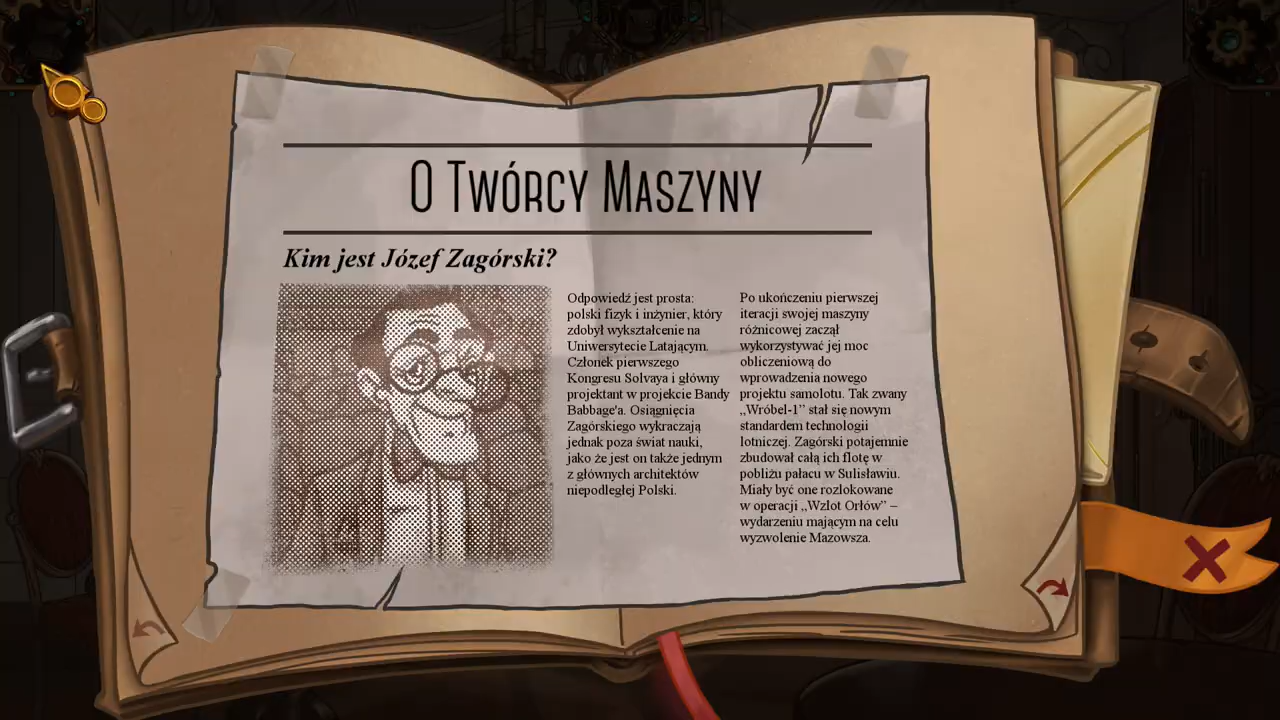 O Twórcy Maszyny
Kim jest Józef Zagórski?
Odpowiedź jest prosta:
polski fizyk i inżynier, który
zdobył wykształcenie na
Uniwersytecie Latającym.
Członek pierwszego
Kongresu Solvaya i główny
projektant w projekcie Bandy
Babbage'a. Osiągnięcia
Zagórskiego wykraczają
jednak poza świat nauki,
jako że jest on także jednym
z głównych architektów
niepodległej Polski.
Po ukończeniu pierwszej
iteracji swojej maszyny
różnicowej zaczął
wykorzystywać jej moc
obliczeniową do
wprowadzenia nowego
projektu samolotu. Tak zwany
„Wróbel-1” stał się nowym
standardem technologii
lotniczej. Zagórski potajemnie
zbudował całą ich flotę w
pobliżu pałacu w Sulisławiu.
Miały być one rozlokowane
w operacji „Wzlot Orłów” –
wydarzeniu mającym na celu
wyzwolenie Mazowsza.